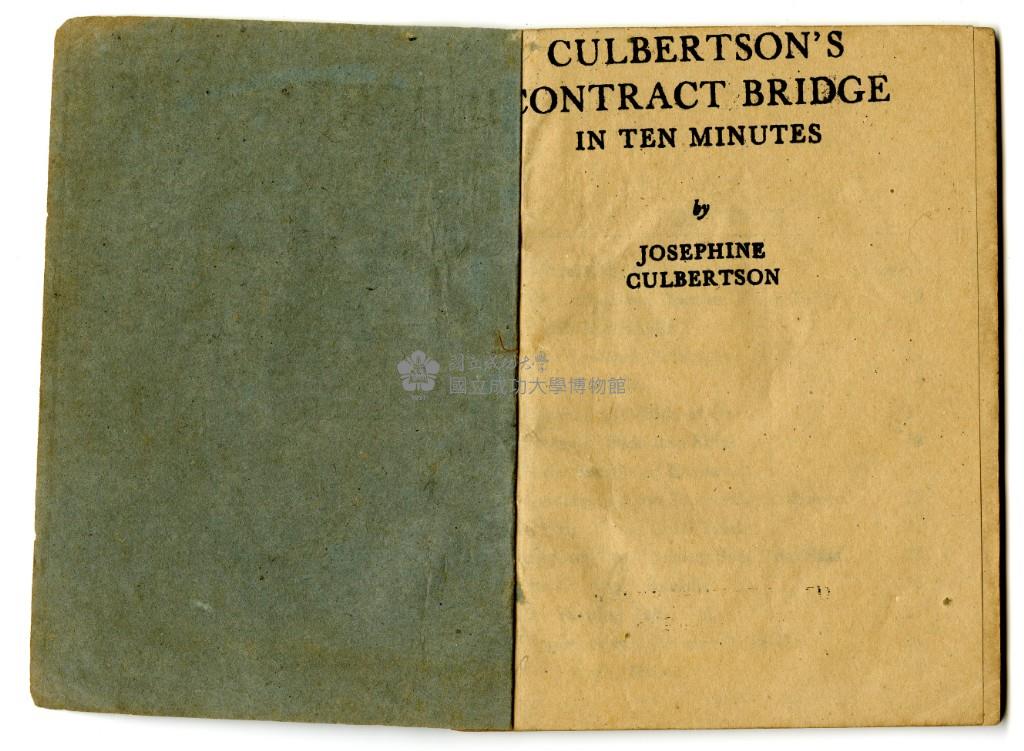 CULBERTSON'S
CONTRACT BRIDGE
IN TEN MINUTES
by
JOSEPHINE
CULBERTSON
國立成功大學
國立成功大學博物館